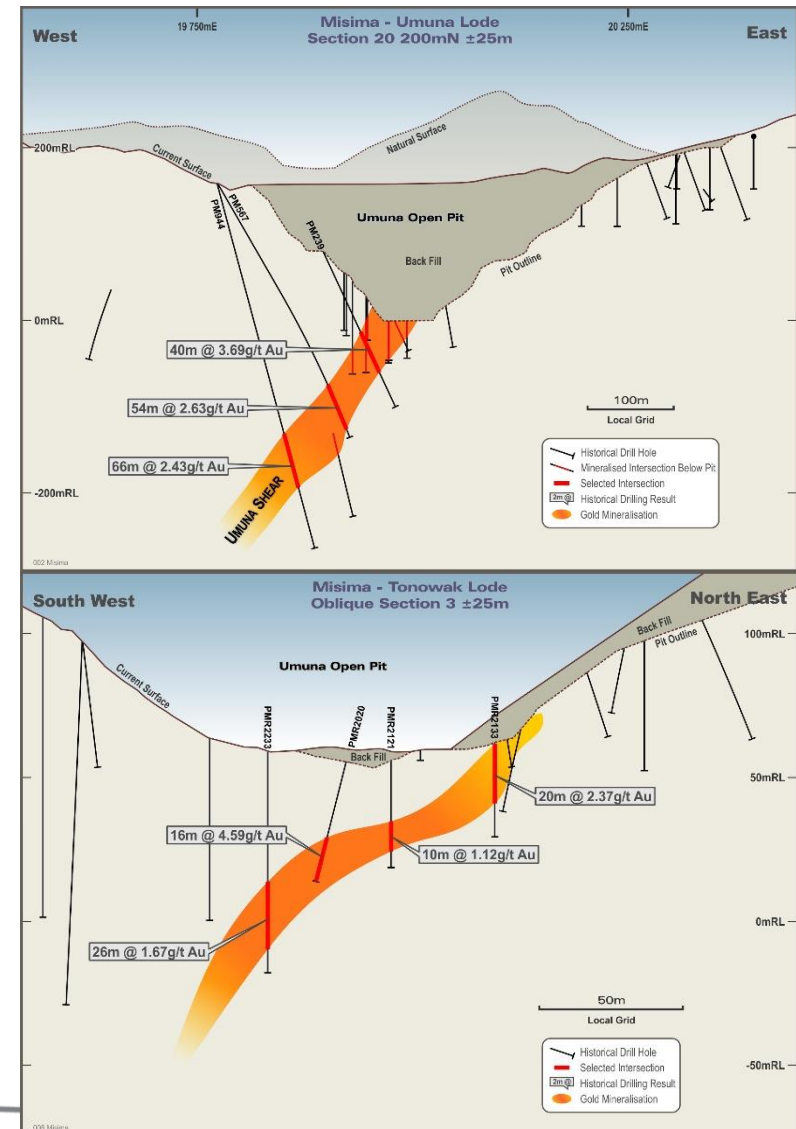 Misima - Umuna Lode
Section 20 200mN ±25m
West
East
19 750mE
20 250mE
200mRL
0mRL
-200mRL
Current Surface
Natural Surface
PM944
PM567
PM239
Umuna Open Pit
Back Fill
Pit Outline
40m @ 3.69g/t Au
54m @ 2.63g/t Au
66m @ 2.43g/t Au
UMUNA SHEAR
100m
Local Grid
Historical Drill Hole
Mineralised Intersection Below Pit
Selected Intersection
2m @ Historical Drilling Result
Gold Mineralisation
002 Misima
Misima - Tonowak Lode
Oblique Section 3 ±25m
South West
North East
100mRL
50mRL
0mRL
-50mRL
Current Surface
Umuna Open Pit
Back Fill
Pit Outline
PMR2233
PMR2020
PMR2121
PMR2133
Back Fill
20m @ 2.37g/t Au
16m @ 4.59g/t Au
10m @ 1.12g/t Au
26m @ 1.67g/t Au
50m
Local Grid
Historical Drill Hole
Selected Intersection
2m @ Historical Drilling Result
Gold Mineralisation